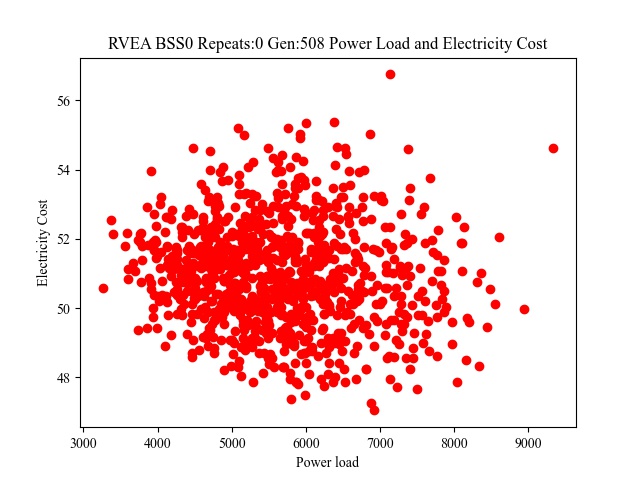 RVEA BSS0 Repeats:0 Gen:508 Power Load and Electricity Cost
56
54
52
50
48
Electricity Cost
3000 4000 5000 6000 7000 8000 9000
Power load